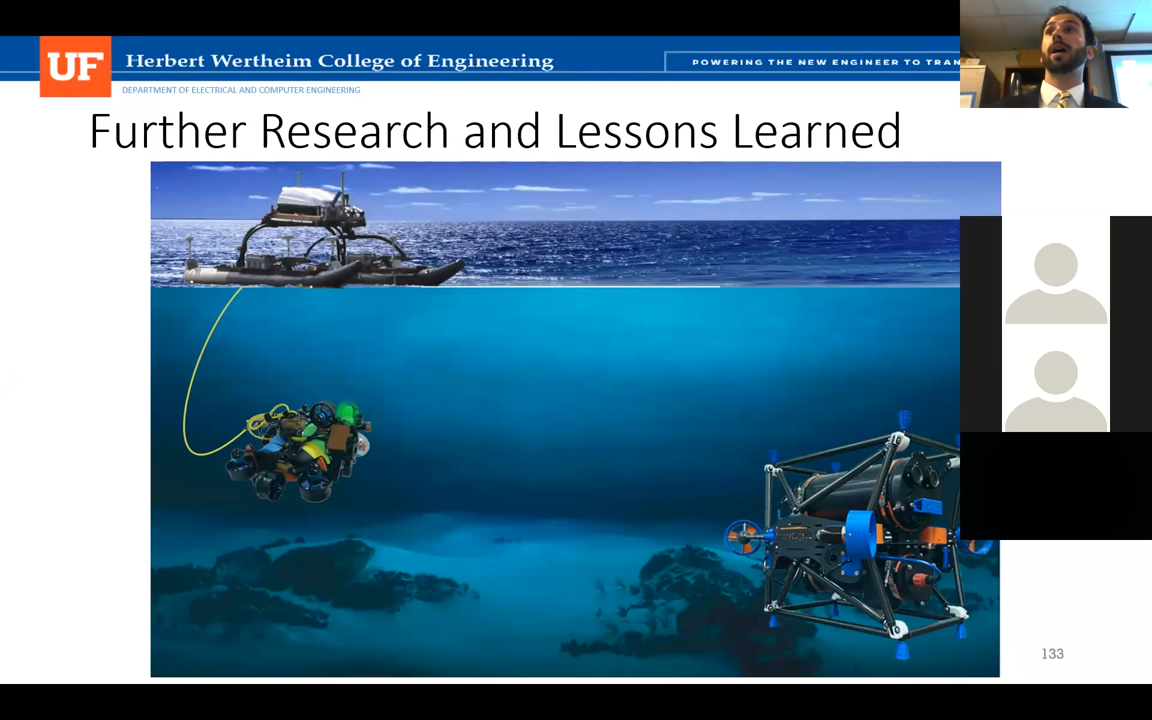 UF
Herbert Wertheim College of Engineering
POWERING THE NEW ENGINEER TO TRAN
DEPARTMENT OF ELECTRICAL AND COMPUTER ENGINEERING
Further Research and Lessons Learned
133